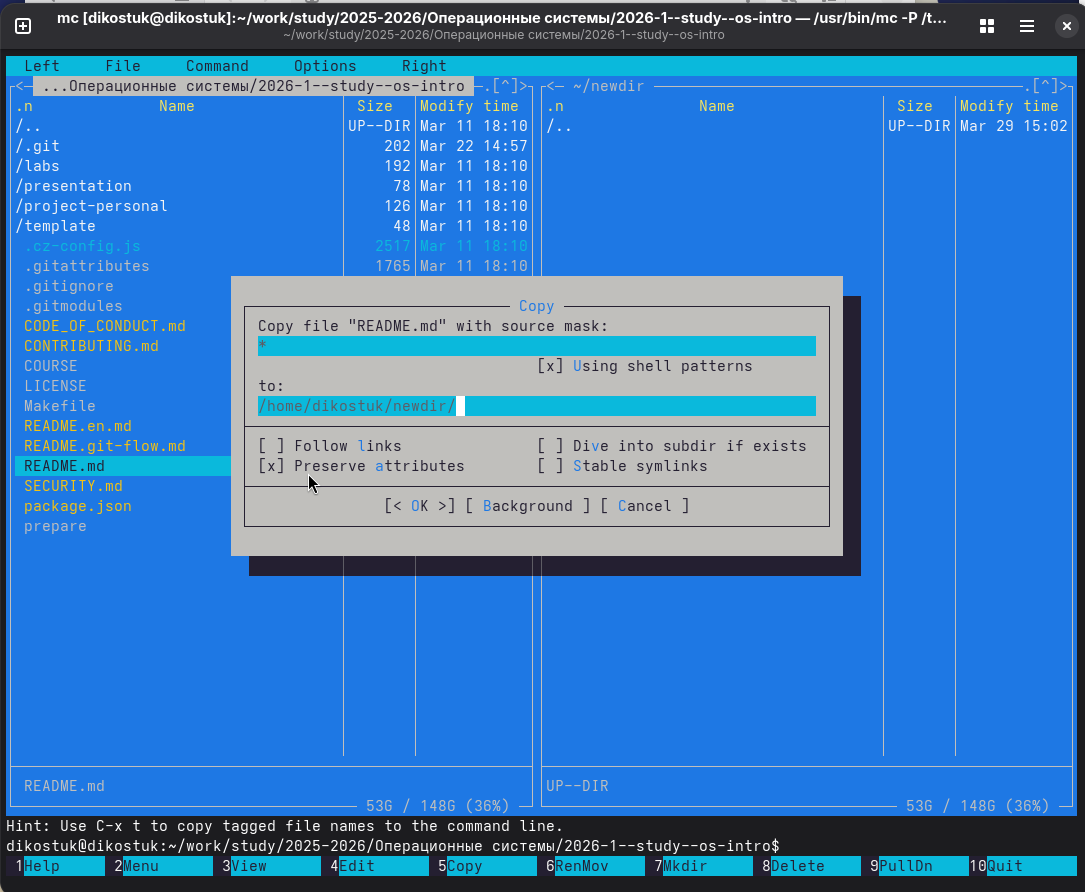 mc [dikostuk@dikostuk]:~/work/study/2025-2026/Операционные системы/2026-1--study--os-intro — /usr/bin/mc -P /t…
~/work/study/2025-2026/Операционные системы/2026-1--study--os-intro
Left File Command Options Right
<— ...Операционные системы/2026-1--study--os-intro —.[^]> <— ~/newdir —.[^]>
.n Name Size Modify time .n Name Size Modify time
/.. UP--DIR Mar 11 18:10 /.. UP--DIR Mar 29 15:02
/.git 202 Mar 22 14:57
/labs 192 Mar 11 18:10
/presentation 78 Mar 11 18:10
/project-personal 126 Mar 11 18:10
/template 48 Mar 11 18:10
.cz-config.js 2517 Mar 11 18:10
.gitattributes 1765 Mar 11 18:10
.gitignore
.gitmodules
CODE_OF_CONDUCT.md
CONTRIBUTING.md
COURSE
LICENSE
Makefile
README.en.md
README.git-flow.md
README.md
SECURITY.md
package.json
prepare
Copy
Copy file "README.md" with source mask:
*
[x] Using shell patterns
to:
/home/dikostuk/newdir/
[ ] Follow links [ ] Dive into subdir if exists
[x] Preserve attributes [ ] Stable symlinks
[< OK >] [ Background ] [ Cancel ]
README.md UP--DIR
53G / 148G (36%) 53G / 148G (36%)
Hint: Use C-x t to copy tagged file names to the command line.
dikostuk@dikostuk:~/work/study/2025-2026/Операционные системы/2026-1--study--os-intro$
1Help 2Menu 3View 4Edit 5Copy 6RenMov 7Mkdir 8Delete 9PullDn 10Quit